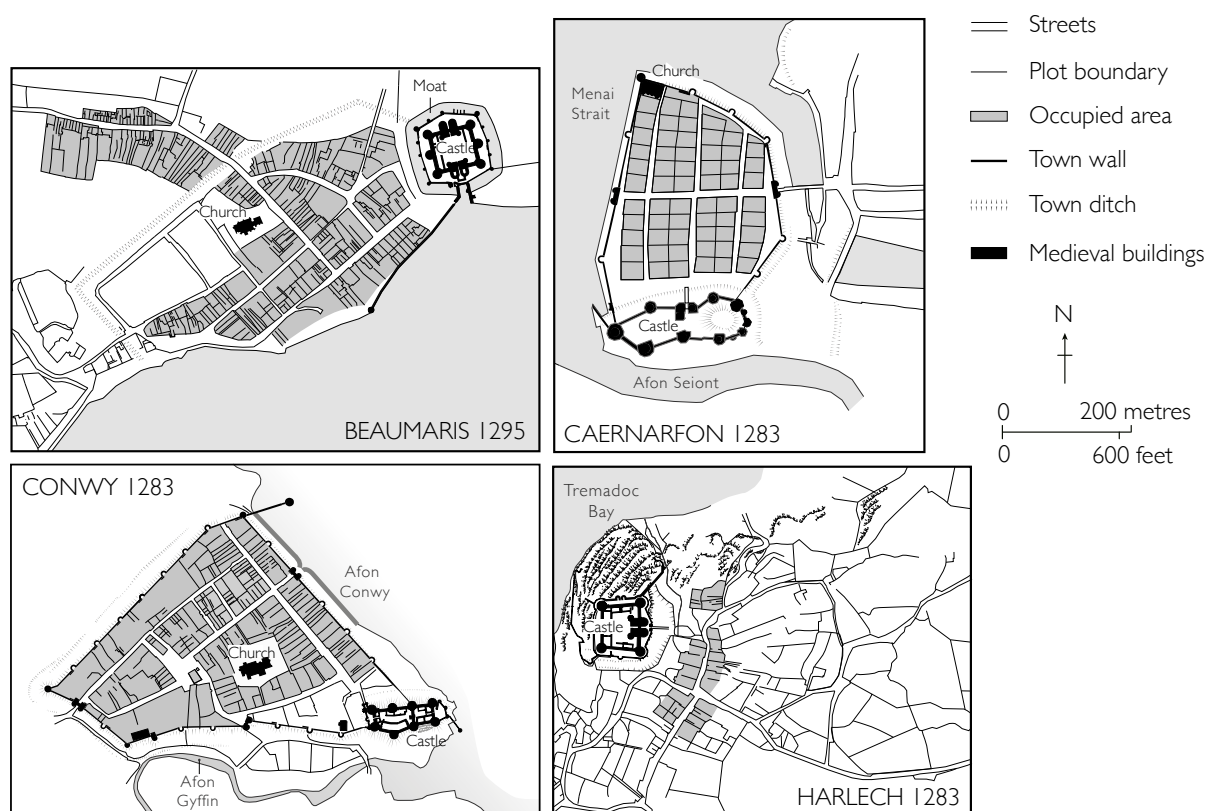 Moat
Castle
Church
BEAUMARIS 1295
Church
Menai
Strait
Castle
Afon Seiont
CAERNARFON 1283
Streets
Plot boundary
Occupied area
Town wall
Town ditch
Medieval buildings
N
0 200 metres
0 600 feet
CONWY 1283
Afon
Conwy
Church
Castle
Afon
Gyffin
Tremadoc
Bay
Castle
HARLECH 1283